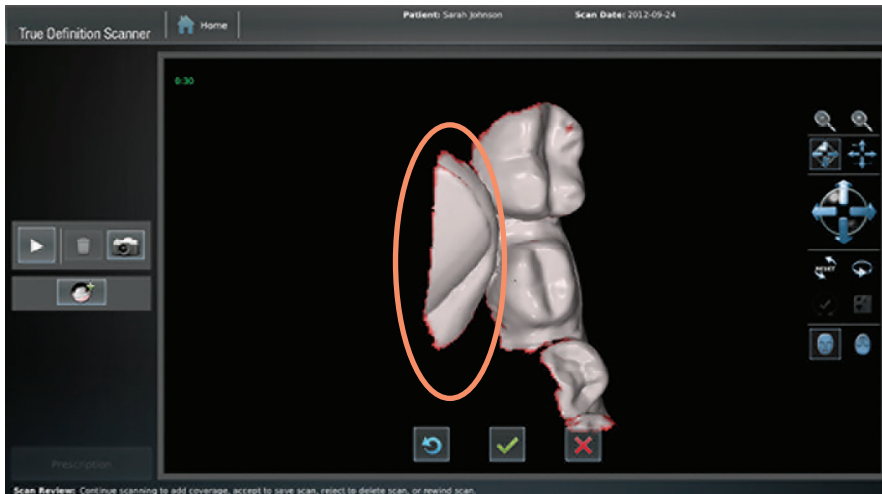 Patient: Sarah Johnson
Scan Date: 2012-09-24
True Definition Scanner
Home
0:30
RESET
Prescription
Scan Review: Continue scanning to add coverage, accept to save scan, reject to delete scan, or rewind scan.